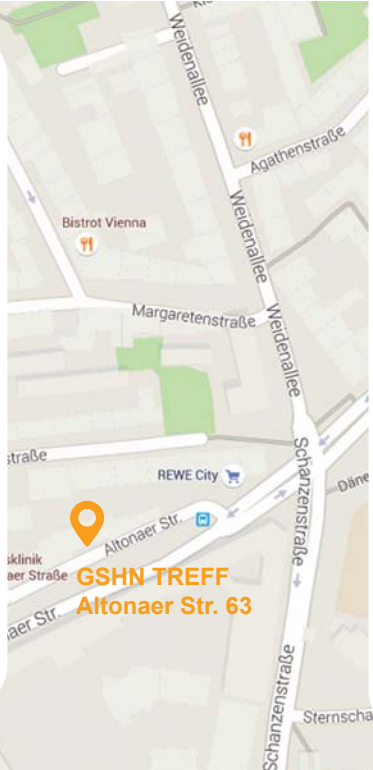 Weidenallee
Agathenstraße
Weidenallee
Bistrot Vienna
Margaretenstraße
Weidenallee
straße
REWE City
Schanzenstraße
Däne
Altonaer Str.
sklinik
aer Straße
GSHN TREFF
Altonaer Str. 63
aer Str.
Schanzenstraße
Sternscha